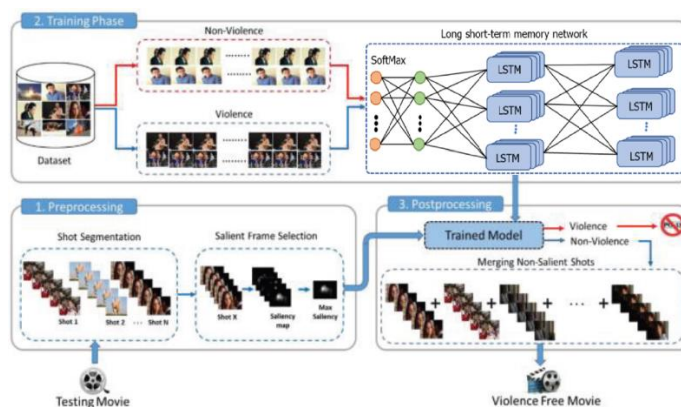 2. Training Phase
Non-Violence
Violence
Dataset
Long short-term memory network
SoftMax
LSTM
LSTM
LSTM
LSTM
LSTM
LSTM
1. Preprocessing
Shot Segmentation
Shot 1
Shot 2
... Shot N
Salient Frame Selection
Shot X
Saliency
map
Max
Saliency
Testing Movie
3. Postprocessing
Trained Model
Violence
Non-Violence
Merging Non-Salient Shots
Violence Free Movie